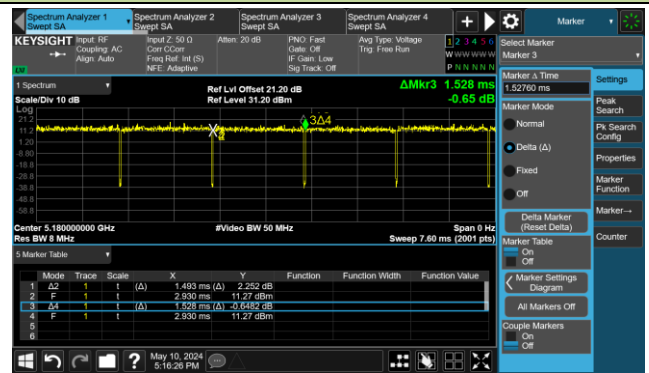 Spectrum Analyzer 1
Swept SA
Spectrum Analyzer 2
Swept SA
Spectrum Analyzer 3
Swept SA
Spectrum Analyzer 4
Swept SA
Marker
KEYSIGHT
Input: RF
Coupling: AC
Align: Auto
Input Z: 50 Ω
Corr CCorr
Freq Ref: Int (S)
NFE: Adaptive
Atten: 20 dB
PNO: Fast
Gate: Off
IF Gain: Low
Sig Track: Off
Avg Type: Voltage
Trig: Free Run
1 2 3 4 5 6
W W W W W W
P N N N N N
Select Marker
Marker 3
1 Spectrum
Scale/Div 10 dB
Ref Lvl Offset 21.20 dB
Ref Level 31.20 dBm
ΔMkr3 1.528 ms
-0.65 dB
Log
21.2
11.2
1.20
-8.80
-18.8
-28.8
-38.8
-48.8
-58.8
3Δ4
Center 5.180000000 GHz
Res BW 8 MHz
#Video BW 50 MHz
Span 0 Hz
Sweep 7.60 ms (2001 pts)
5 Marker Table
Mode Trace Scale X Y Function Function Width Function Value
1 Δ2 1 t (Δ) 1.493 ms (Δ) 2.252 dB
2 F 1 t 2.930 ms 11.27 dBm
3 Δ4 1 t (Δ) 1.528 ms (Δ) -0.6482 dB
4 F 1 t 2.930 ms 11.27 dBm
5
6
May 10, 2024
5:16:26 PM
Marker Δ Time
1.52760 ms
Marker Mode
Normal
Delta (Δ)
Fixed
Off
Delta Marker
(Reset Delta)
Marker Table
On
Off
Marker Settings
Diagram
All Markers Off
Couple Markers
On
Off
Settings
Peak
Search
Pk Search
Config
Properties
Marker
Function
Marker→
Counter